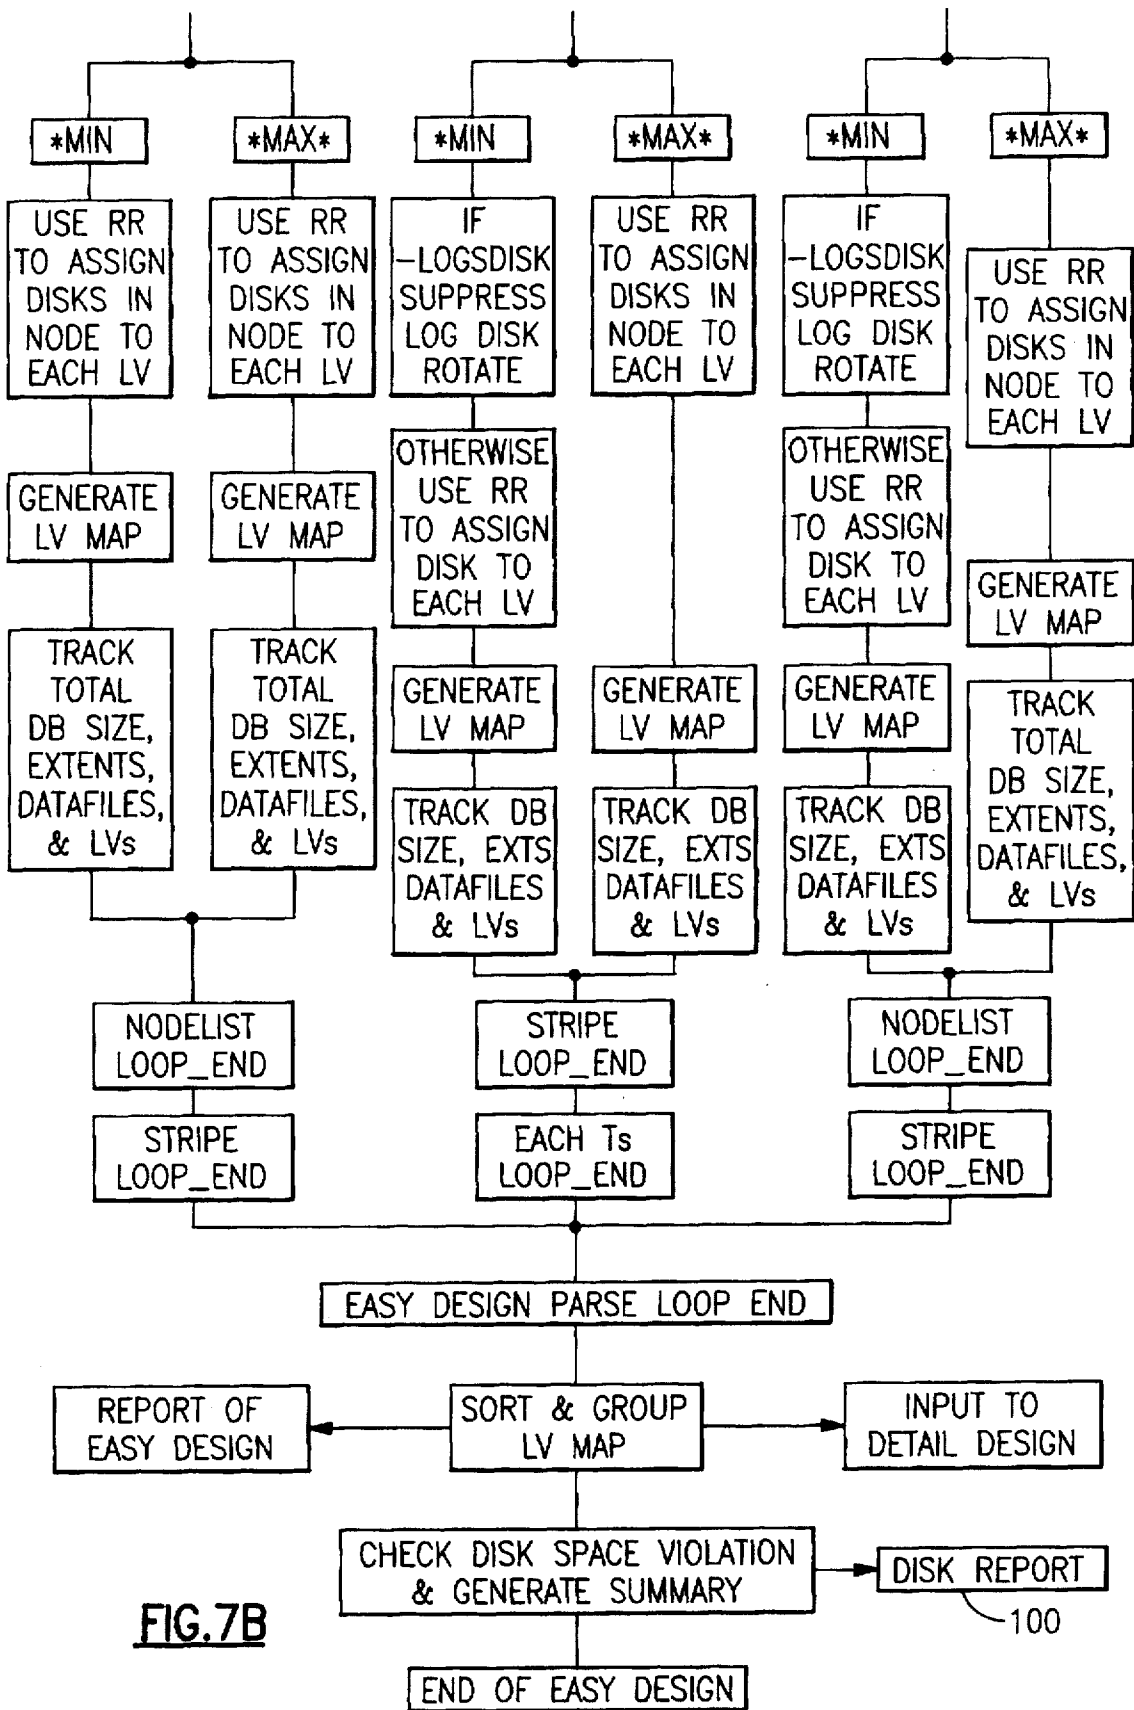 *MIN
*MAX*
*MIN
*MAX*
*MIN
*MAX*
USE RR
TO ASSIGN
DISKS IN
NODE TO
EACH LV
USE RR
TO ASSIGN
DISKS IN
NODE TO
EACH LV
IF
-LOGSDISK
SUPPRESS
LOG DISK
ROTATE
USE RR
TO ASSIGN
DISKS IN
NODE TO
EACH LV
IF
-LOGSDISK
SUPPRESS
LOG DISK
ROTATE
USE RR
TO ASSIGN
DISKS IN
NODE TO
EACH LV
GENERATE
LV MAP
GENERATE
LV MAP
OTHERWISE
USE RR
TO ASSIGN
DISK TO
EACH LV
OTHERWISE
USE RR
TO ASSIGN
DISK TO
EACH LV
GENERATE
LV MAP
TRACK
TOTAL
DB SIZE,
EXTENTS,
DATAFILES,
& LVs
TRACK
TOTAL
DB SIZE,
EXTENTS,
DATAFILES,
& LVs
GENERATE
LV MAP
GENERATE
LV MAP
GENERATE
LV MAP
TRACK
TOTAL
DB SIZE,
EXTENTS,
DATAFILES,
& LVs
TRACK DB
SIZE, EXTS
DATAFILES
& LVs
TRACK DB
SIZE, EXTS
DATAFILES
& LVs
TRACK DB
SIZE, EXTS
DATAFILES
& LVs
NODELIST
LOOP_END
STRIPE
LOOP_END
NODELIST
LOOP_END
STRIPE
LOOP_END
EACH Ts
LOOP_END
STRIPE
LOOP_END
EASY DESIGN PARSE LOOP END
REPORT OF
EASY DESIGN
SORT & GROUP
LV MAP
INPUT TO
DETAIL DESIGN
CHECK DISK SPACE VIOLATION
& GENERATE SUMMARY
DISK REPORT
100
FIG.7B
END OF EASY DESIGN